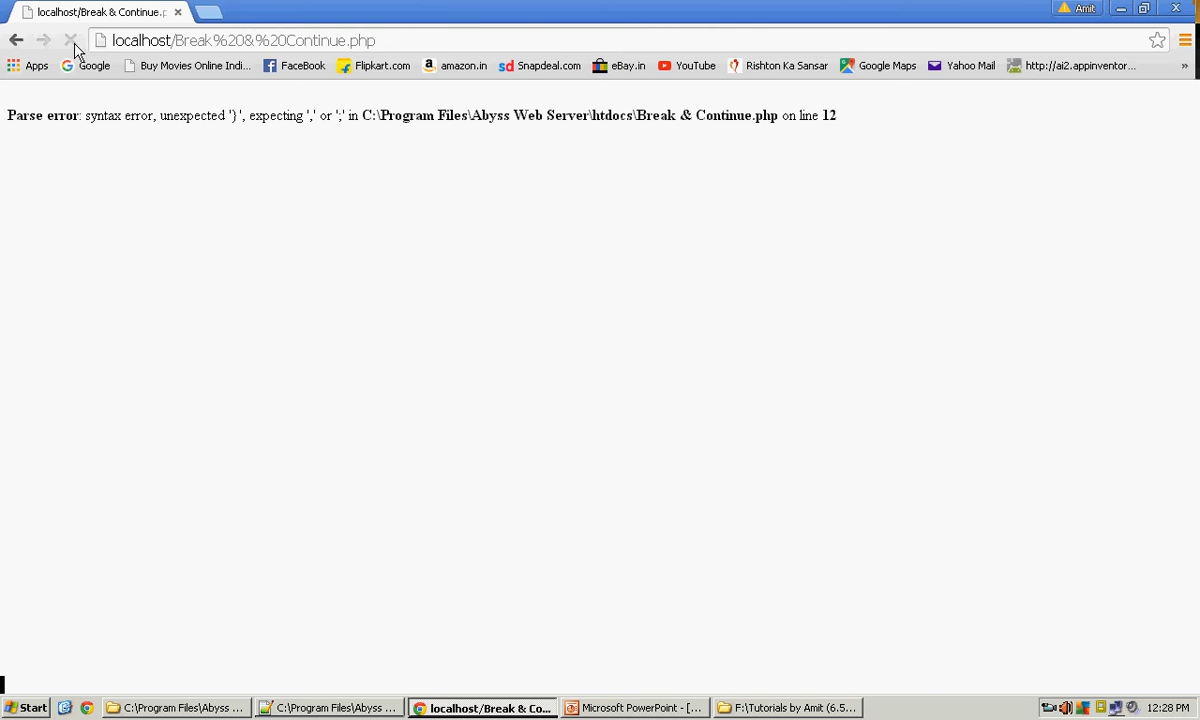 localhost/Break & Continue.p
Amit
localhost/Break%20&%20Continue.php
Apps Google Buy Movies Online Indi... FaceBook Flipkart.com amazon.in sd Snapdeal.com eBay.in YouTube Rishton Ka Sansar Google Maps Yahoo Mail http://ai2.appinventor... »
Parse error: syntax error, unexpected '}', expecting ',' or ';' in C:\Program Files\Abyss Web Server\htdocs\Break & Continue.php on line 12
Start C:\Program Files\Abyss ... C:\Program Files\Abyss ... localhost/Break & Co... Microsoft PowerPoint - [... F:\Tutorials by Amit (6.5... 12:28 PM